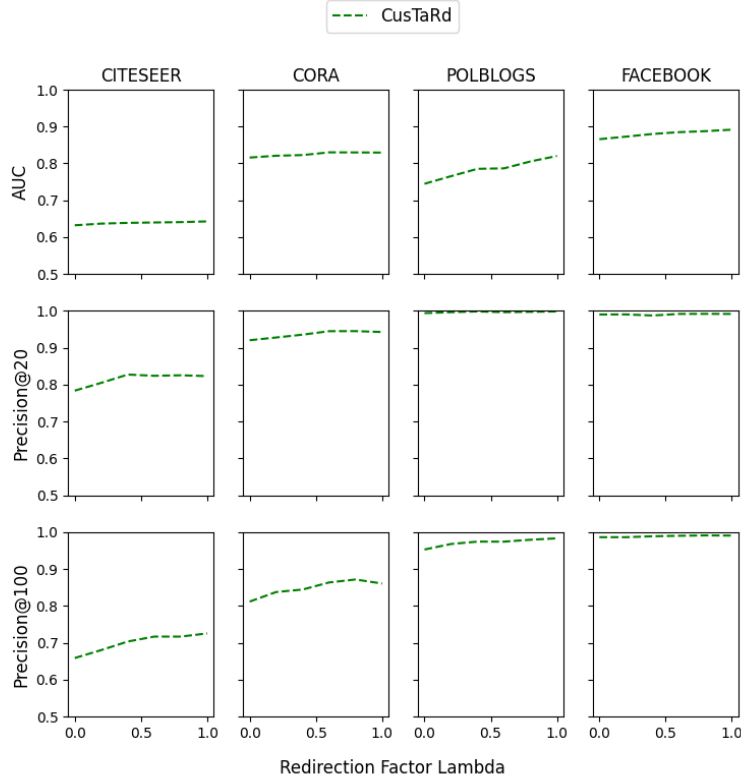 CusTaRd
CITESEER CORA POLBLOGS FACEBOOK
AUC
1.0
0.9
0.8
0.7
0.6
0.5
Precision@20
1.0
0.9
0.8
0.7
0.6
0.5
Precision@100
1.0
0.9
0.8
0.7
0.6
0.5
0.0 0.5 1.0 0.0 0.5 1.0 0.0 0.5 1.0 0.0 0.5 1.0
Redirection Factor Lambda